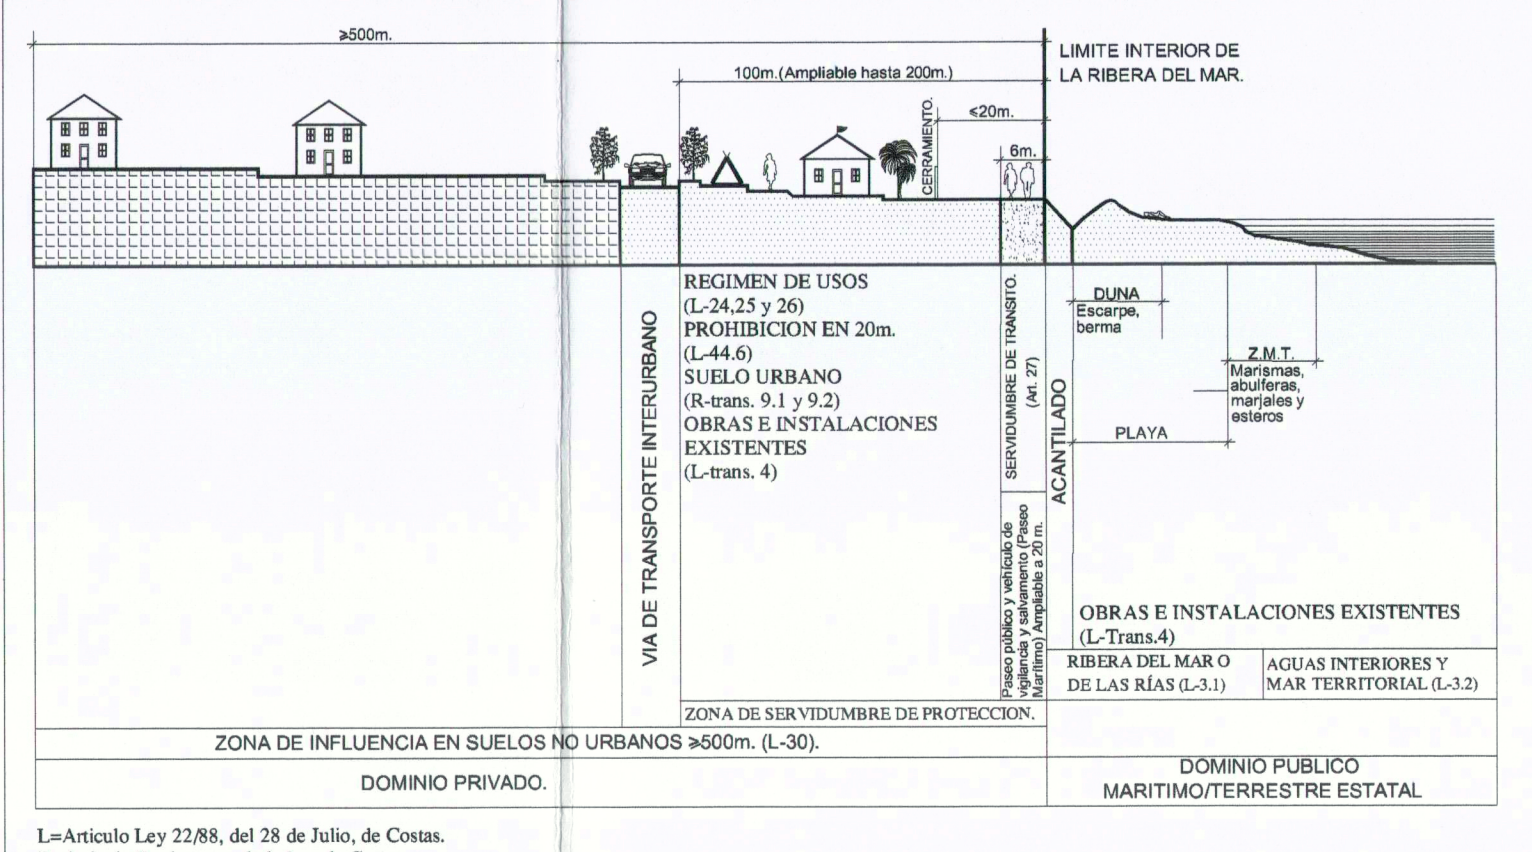 ≥500m.
LIMITE INTERIOR DE
LA RIBERA DEL MAR.
100m.(Ampliable hasta 200m.)
CERRAMIENTO.
≤20m.
6m.
VIA DE TRANSPORTE INTERURBANO
REGIMEN DE USOS
(L-24,25 y 26)
PROHIBICION EN 20m.
(L-44.6)
SUELO URBANO
(R-trans. 9.1 y 9.2)
OBRAS E INSTALACIONES
EXISTENTES
(L-trans. 4)
SERVIDUMBRE DE TRANSITO.
(Art. 27)
Paseo público y vehículo de
vigilancia y salvamento (Paseo
Marítimo) Ampliable a 20 m.
ACANTILADO
DUNA
Escarpe,
berma
Z.M.T.
Marismas,
abulferas,
marjales y
esteros
PLAYA
OBRAS E INSTALACIONES EXISTENTES
(L-Trans.4)
RIBERA DEL MAR O
DE LAS RÍAS (L-3.1)
AGUAS INTERIORES Y
MAR TERRITORIAL (L-3.2)
ZONA DE SERVIDUMBRE DE PROTECCION.
ZONA DE INFLUENCIA EN SUELOS NO URBANOS ≥500m. (L-30).
DOMINIO PRIVADO.
DOMINIO PUBLICO
MARITIMO/TERRESTRE ESTATAL
L=Articulo Ley 22/88, del 28 de Julio, de Costas.